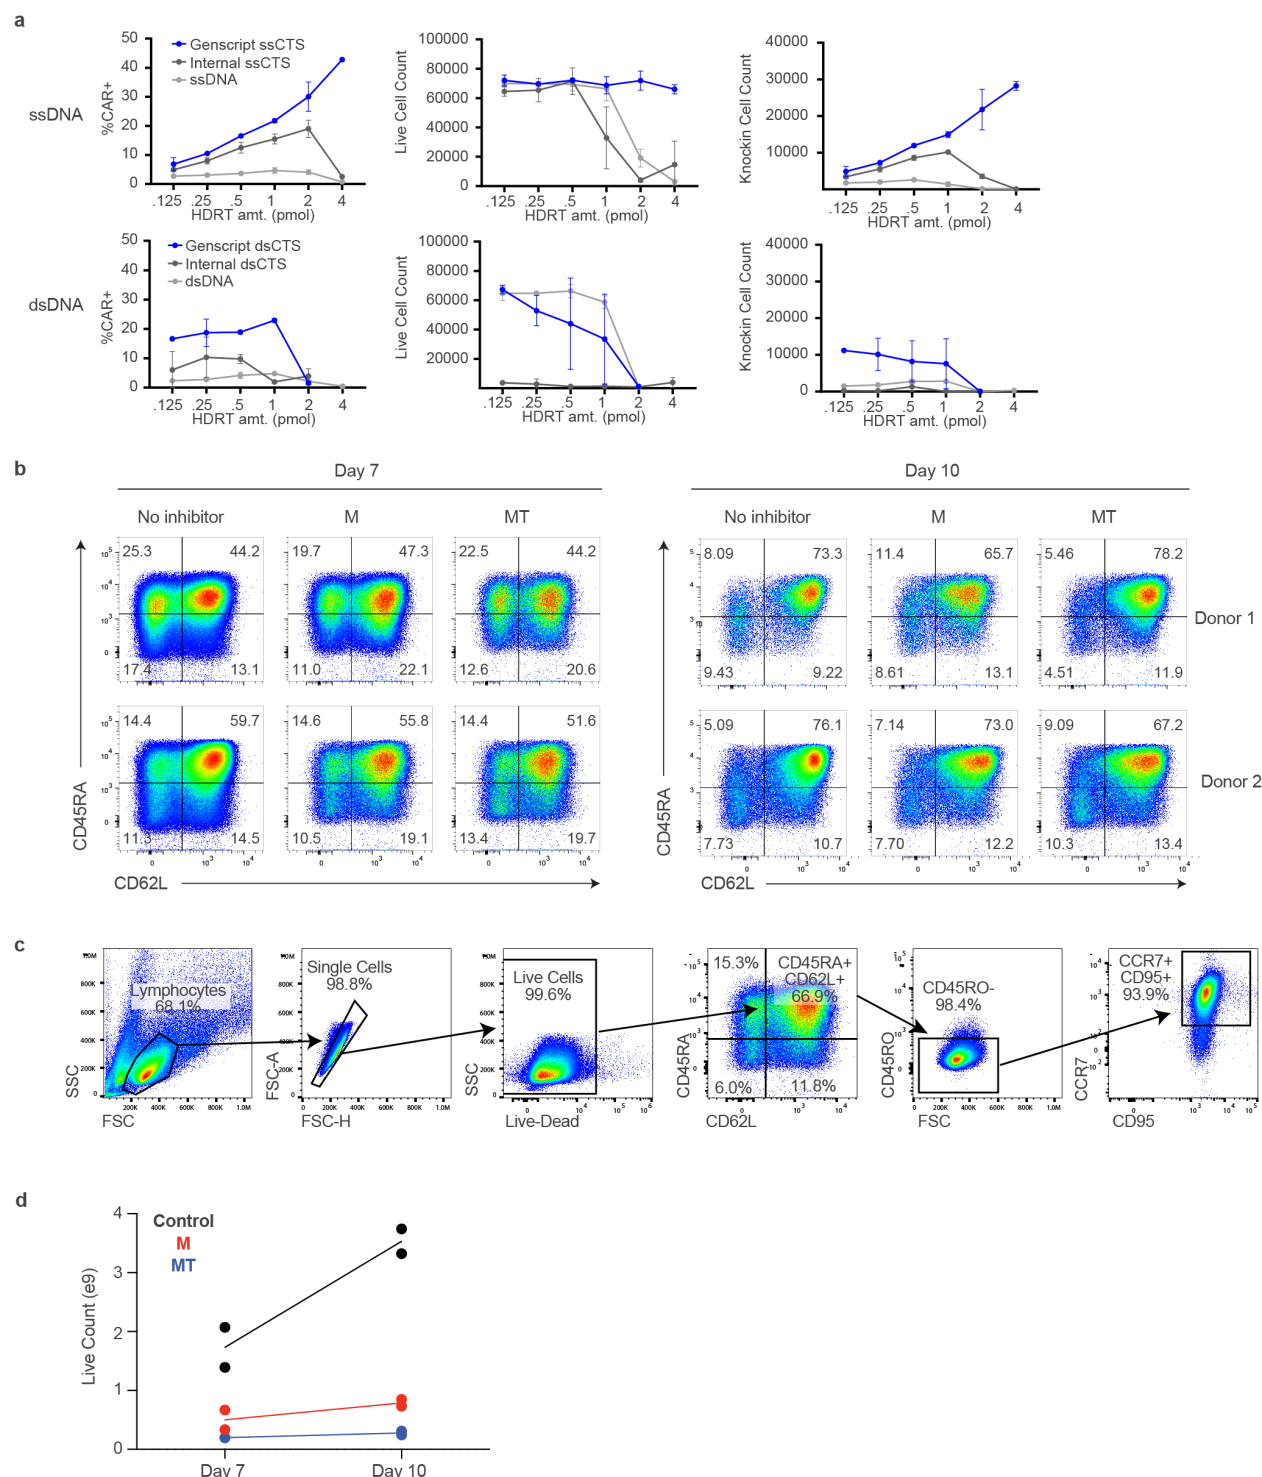 a
ssDNA
50
40
30
20
10
0
%CAR+
Genscript ssCTS
Internal ssCTS
ssDNA
.125 .25 .5 1 2 4
HDRT amt. (pmol)
100000
80000
60000
40000
20000
0
Live Cell Count
.125 .25 .5 1 2 4
HDRT amt. (pmol)
40000
30000
20000
10000
0
Knockin Cell Count
.125 .25 .5 1 2 4
HDRT amt. (pmol)
dsDNA
50
40
30
20
10
0
%CAR+
Genscript dsCTS
Internal dsCTS
dsDNA
.125 .25 .5 1 2 4
HDRT amt. (pmol)
100000
80000
60000
40000
20000
Live Cell Count
.125 .25 .5 1 2 4
HDRT amt. (pmol)
40000
30000
20000
10000
0
Knockin Cell Count
.125 .25 .5 1 2 4
HDRT amt. (pmol)
b
Day 7
Day 10
No inhibitor M MT
No inhibitor M MT
25.3 44.2 19.7 47.3 22.5 44.2
8.09 73.3 11.4 65.7 5.46 78.2
Donor 1
17.4 13.1 11.0 22.1 12.6 20.6
9.43 9.22 8.61 13.1 4.51 11.9
14.4 59.7 14.6 55.8 14.4 51.6
5.09 76.1 7.14 73.0 9.09 67.2
Donor 2
11.3 14.5 10.5 19.1 13.4 19.7
7.73 10.7 7.70 12.2 10.3 13.4
CD45RA
CD62L
CD45RA
CD62L
c
Lymphocytes
68.1%
SSC
FSC
Single Cells
98.8%
FSC-A
FSC-H
Live Cells
99.6%
SSC
Live-Dead
15.3%
CD45RA+
CD62L+
66.9%
6.0%
11.8%
CD45RA
CD62L
CD45RO-
98.4%
CD45RO
FSC
CCR7+
CD95+
93.9%
CCR7
CD95
d
4
3
2
1
0
Live Count (e9)
Control
M
MT
Day 7 Day 10